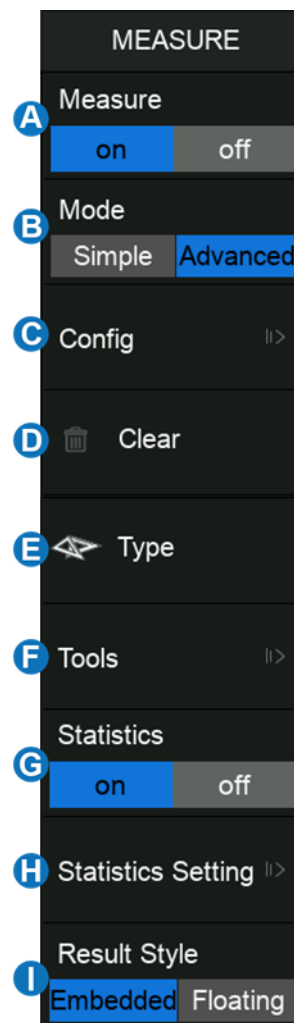 MEASURE
Measure
A
on off
Mode
B
Simple Advanced
C Config
D Clear
E Type
F Tools
Statistics
G
on off
H Statistics Setting
Result Style
I
Embedded Floating